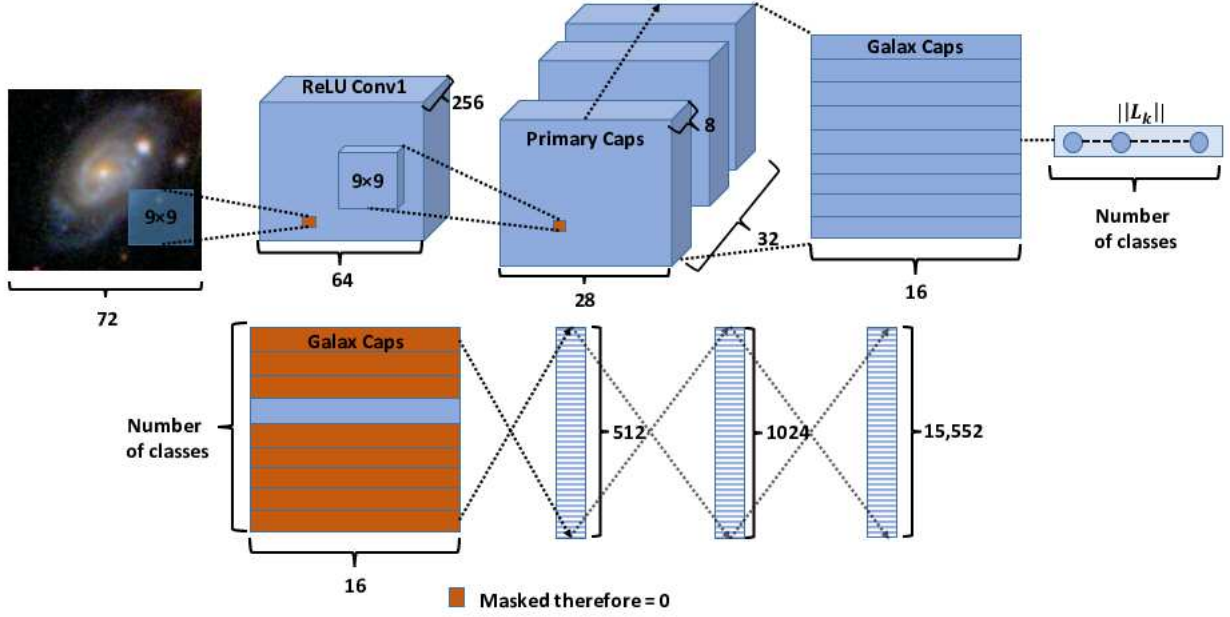 ReLU Conv1
256
9×9
9×9
72
64
Primary Caps
8
32
28
Galax Caps
16
||L_k||
Number
of classes
Galax Caps
Number
of classes
16
512
1024
15,552
Masked therefore = 0